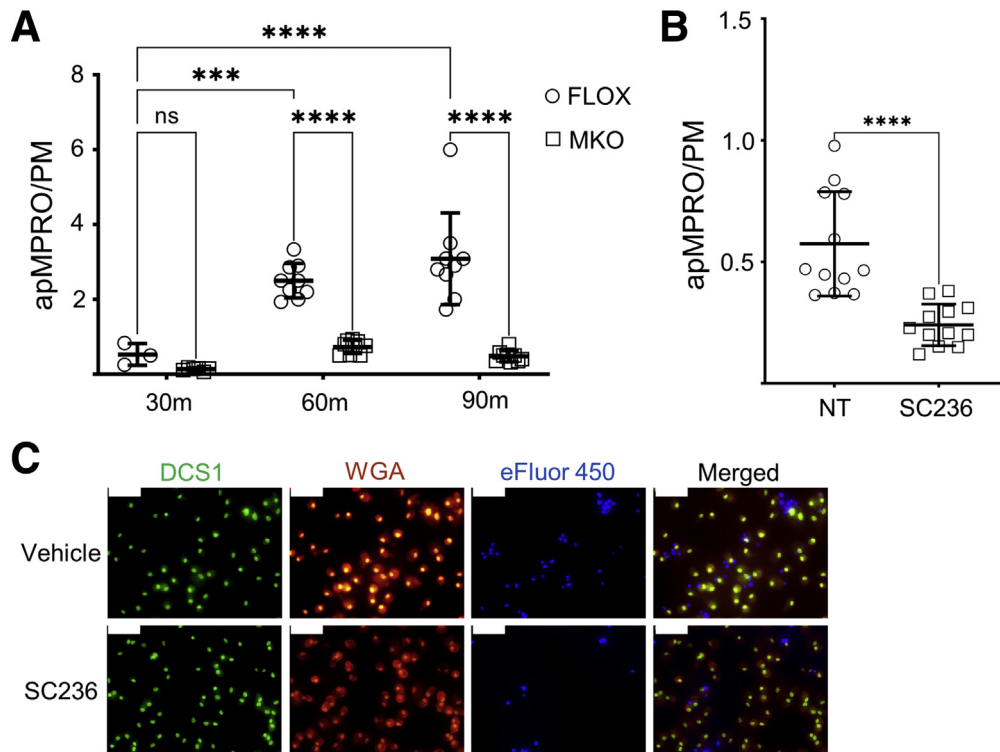 A
****
***
ns
****
****
8
6
4
2
apMPRO/PM
30m
60m
90m
FLOX
MKO
B
1.5
1.0
0.5
apMPRO/PM
****
NT
SC236
C
DCS1
WGA
eFluor 450
Merged
Vehicle
SC236